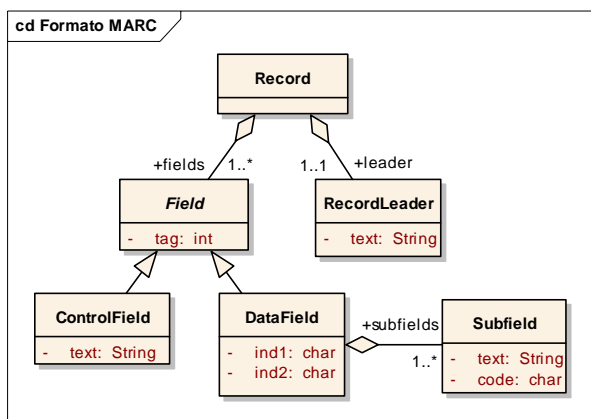 cd Formato MARC
Record
+fields
1..*
1..1
+leader
Field
- tag: int
RecordLeader
- text: String
ControlField
- text: String
DataField
- ind1: char
- ind2: char
+subfields
1..*
Subfield
- text: String
- code: char